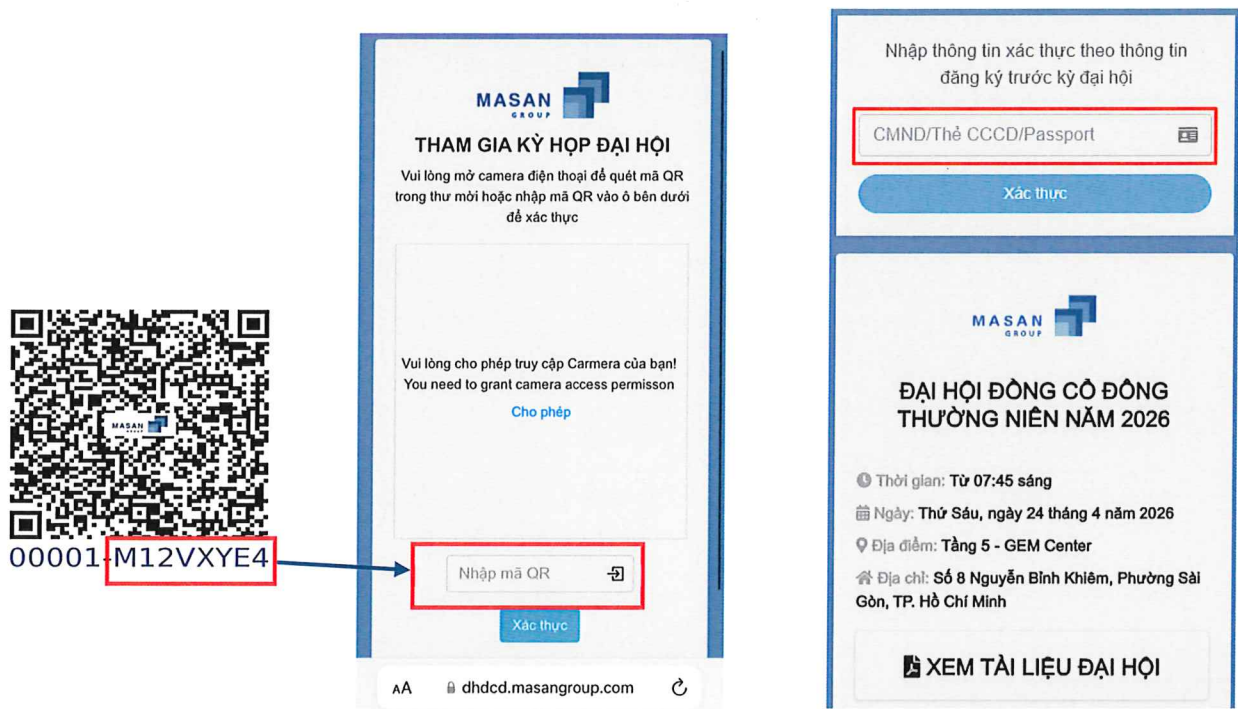 MASAN
00001-M12VXYE4
MASAN
GROUP
THAM GIA KỲ HỌP ĐẠI HỘI
Vui lòng mở camera điện thoại để quét mã QR
trong thư mời hoặc nhập mã QR vào ô bên dưới
để xác thực
Vui lòng cho phép truy cập Carmera của bạn!
You need to grant camera access permisson
Cho phép
Nhập mã QR
Xác thực
AA dhdcd.masangroup.com
Nhập thông tin xác thực theo thông tin
đăng ký trước kỳ đại hội
CMND/Thẻ CCCD/Passport
Xác thực
MASAN
GROUP
ĐẠI HỘI ĐỒNG CỔ ĐÔNG
THƯỜNG NIÊN NĂM 2026
Thời gian: Từ 07:45 sáng
Ngày: Thứ Sáu, ngày 24 tháng 4 năm 2026
Địa điểm: Tầng 5 - GEM Center
Địa chỉ: Số 8 Nguyễn Bỉnh Khiêm, Phường Sài
Gòn, TP. Hồ Chí Minh
XEM TÀI LIỆU ĐẠI HỘI